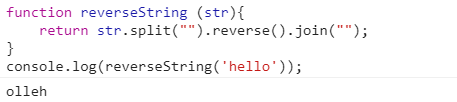 function reverseString (str){
    return str.split("").reverse().join("");
}
console.log(reverseString('hello'));
olleh